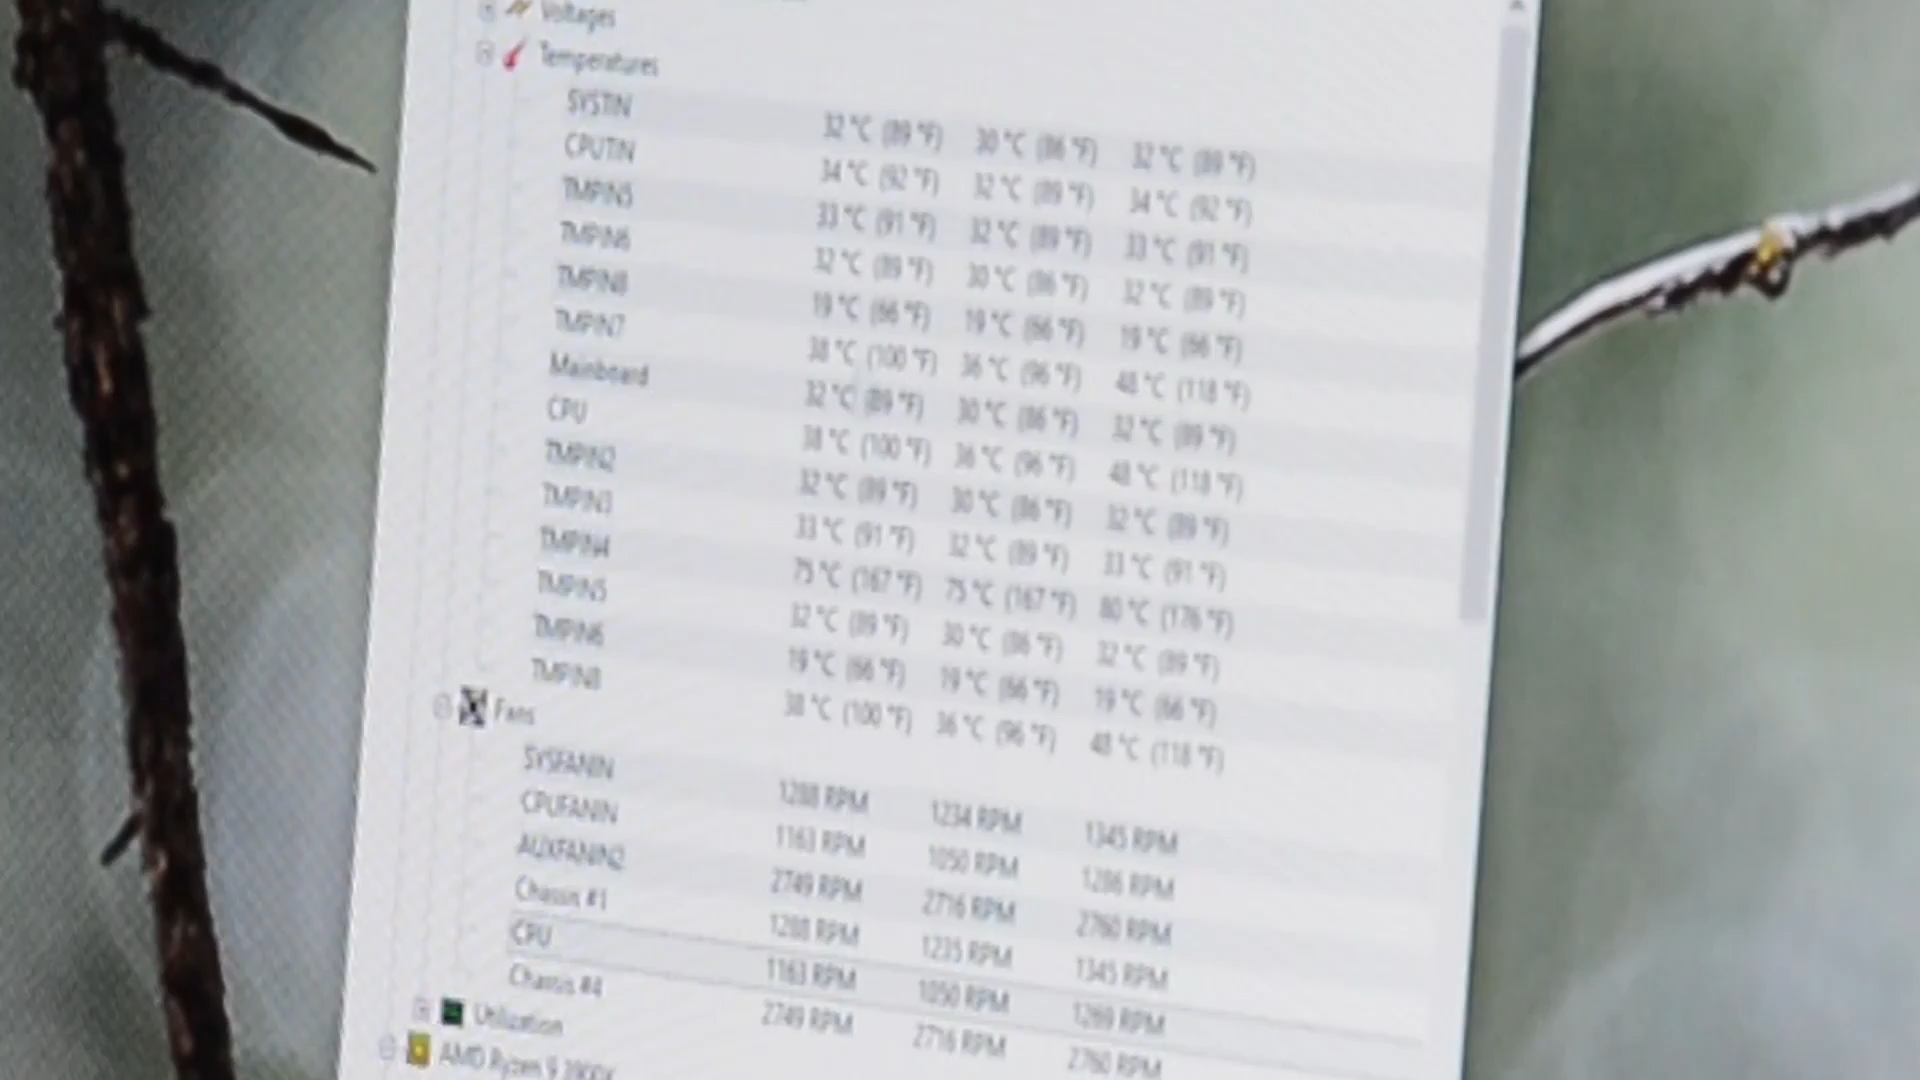 Voltages
Temperatures
SYSTIN 32 °C (89 °F) 30 °C (86 °F) 32 °C (89 °F)
CPUTIN 34 °C (92 °F) 32 °C (89 °F) 34 °C (92 °F)
TMPIN5 33 °C (91 °F) 32 °C (89 °F) 33 °C (91 °F)
TMPIN6 32 °C (89 °F) 30 °C (86 °F) 32 °C (89 °F)
TMPIN8 19 °C (66 °F) 19 °C (66 °F) 19 °C (66 °F)
TMPIN7 38 °C (100 °F) 36 °C (96 °F) 48 °C (118 °F)
Mainboard 32 °C (89 °F) 30 °C (86 °F) 32 °C (89 °F)
CPU 38 °C (100 °F) 36 °C (96 °F) 48 °C (118 °F)
TMPIN2 32 °C (89 °F) 30 °C (86 °F) 32 °C (89 °F)
TMPIN3 33 °C (91 °F) 32 °C (89 °F) 33 °C (91 °F)
TMPIN4 75 °C (167 °F) 75 °C (167 °F) 80 °C (176 °F)
TMPIN5 32 °C (89 °F) 30 °C (86 °F) 32 °C (89 °F)
TMPIN6 19 °C (66 °F) 19 °C (66 °F) 19 °C (66 °F)
TMPIN8 38 °C (100 °F) 36 °C (96 °F) 48 °C (118 °F)
Fans
SYSFANIN 1288 RPM 1234 RPM 1345 RPM
CPUFANIN 1163 RPM 1050 RPM 1286 RPM
AUXFANIN2 2749 RPM 2716 RPM 2760 RPM
Chassis #1 1288 RPM 1235 RPM 1345 RPM
CPU 1163 RPM 1050 RPM 1269 RPM
Chassis #4 2749 RPM 2716 RPM 2760 RPM
Utilization
AMD Ryzen 9 3900X